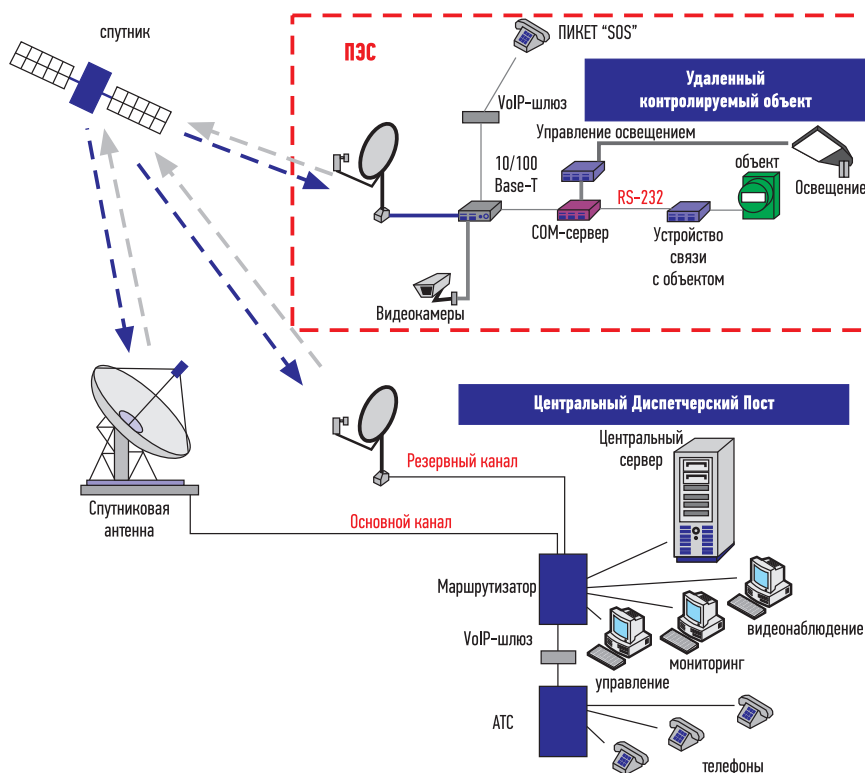 спутник
ПЭС
ПИКЕТ "SOS"
Удаленный
контролируемый объект
VoIP-шлюз
Управление освещением
10/100
Base-T
объект
Освещение
RS-232
COM-сервер
Устройство
связи
с объектом
Видеокамеры
Центральный Диспетчерский Пост
Центральный
сервер
Резервный канал
Спутниковая
антенна
Основной канал
Маршрутизатор
видеонаблюдение
VoIP-шлюз
мониторинг
управление
АТС
телефоны